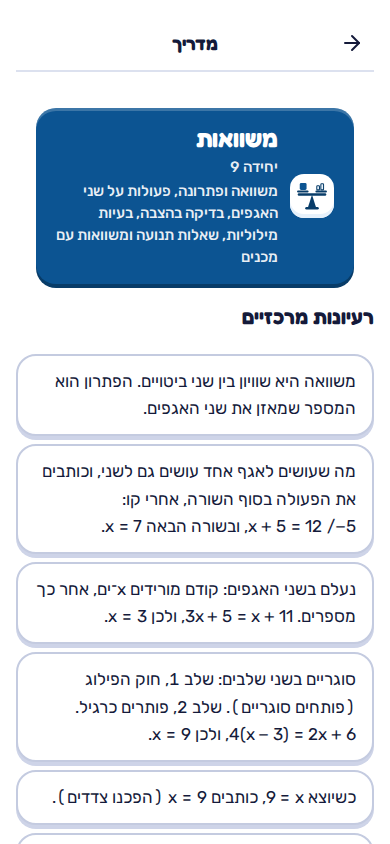 מדריך
משוואות
יחידה 9
משוואה ופתרונה, פעולות על שני
האגפים, בדיקה בהצבה, בעיות
מילוליות, שאלות תנועה ומשוואות עם
מכנים
רעיונות מרכזיים
משוואה היא שוויון בין שני ביטויים. הפתרון הוא
המספר שמאזן את שני האגפים.
מה שעושים לאגף אחד עושים גם לשני, וכותבים
את הפעולה בסוף השורה, אחרי קו:
x + 5 = 12 /−5, ובשורה הבאה x = 7.
נעלם בשני האגפים: קודם מורידים x־ים, אחר כך
מספרים. 3x + 5 = x + 11, ולכן x = 3.
סוגריים בשני שלבים: שלב 1, חוק הפילוג
(פותחים סוגריים). שלב 2, פותרים כרגיל.
4(x − 3) = 2x + 6, ולכן x = 9.
כשיוצא 9 = x, כותבים x = 9 (הפכנו צדדים).